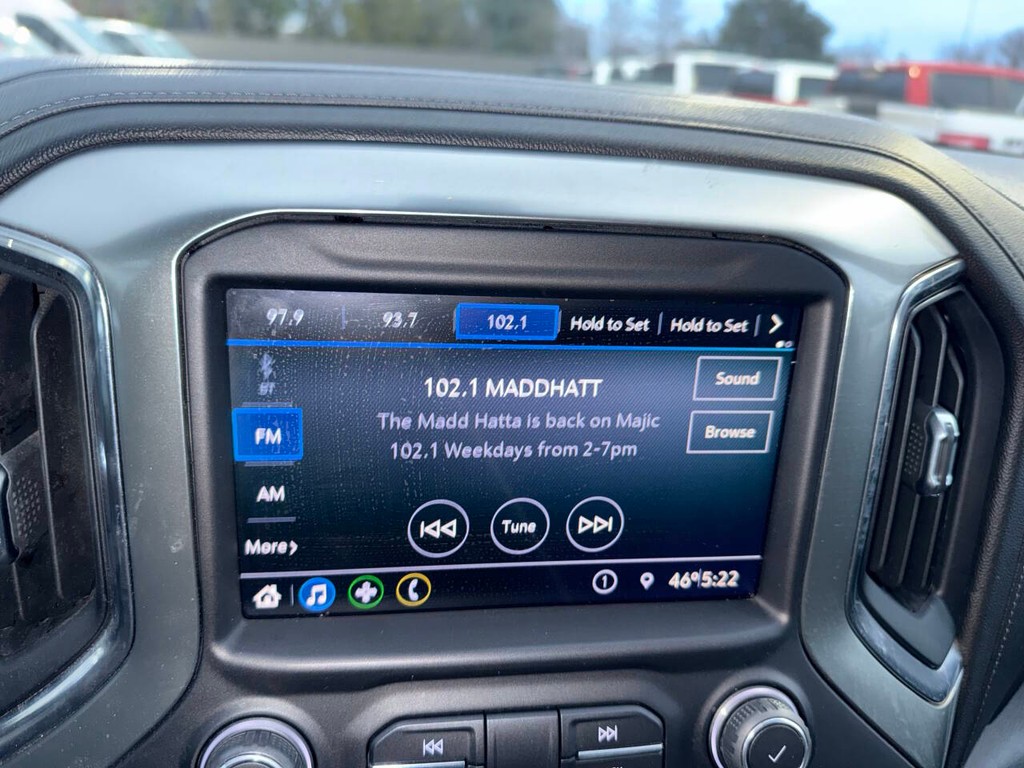 97.9 93.7 102.1 Hold to Set Hold to Set
BT
102.1 MADDHATT
Sound
The Madd Hatta is back on Majic
FM
Browse
102.1 Weekdays from 2-7pm
AM
Tune
More
1 46° 5:22